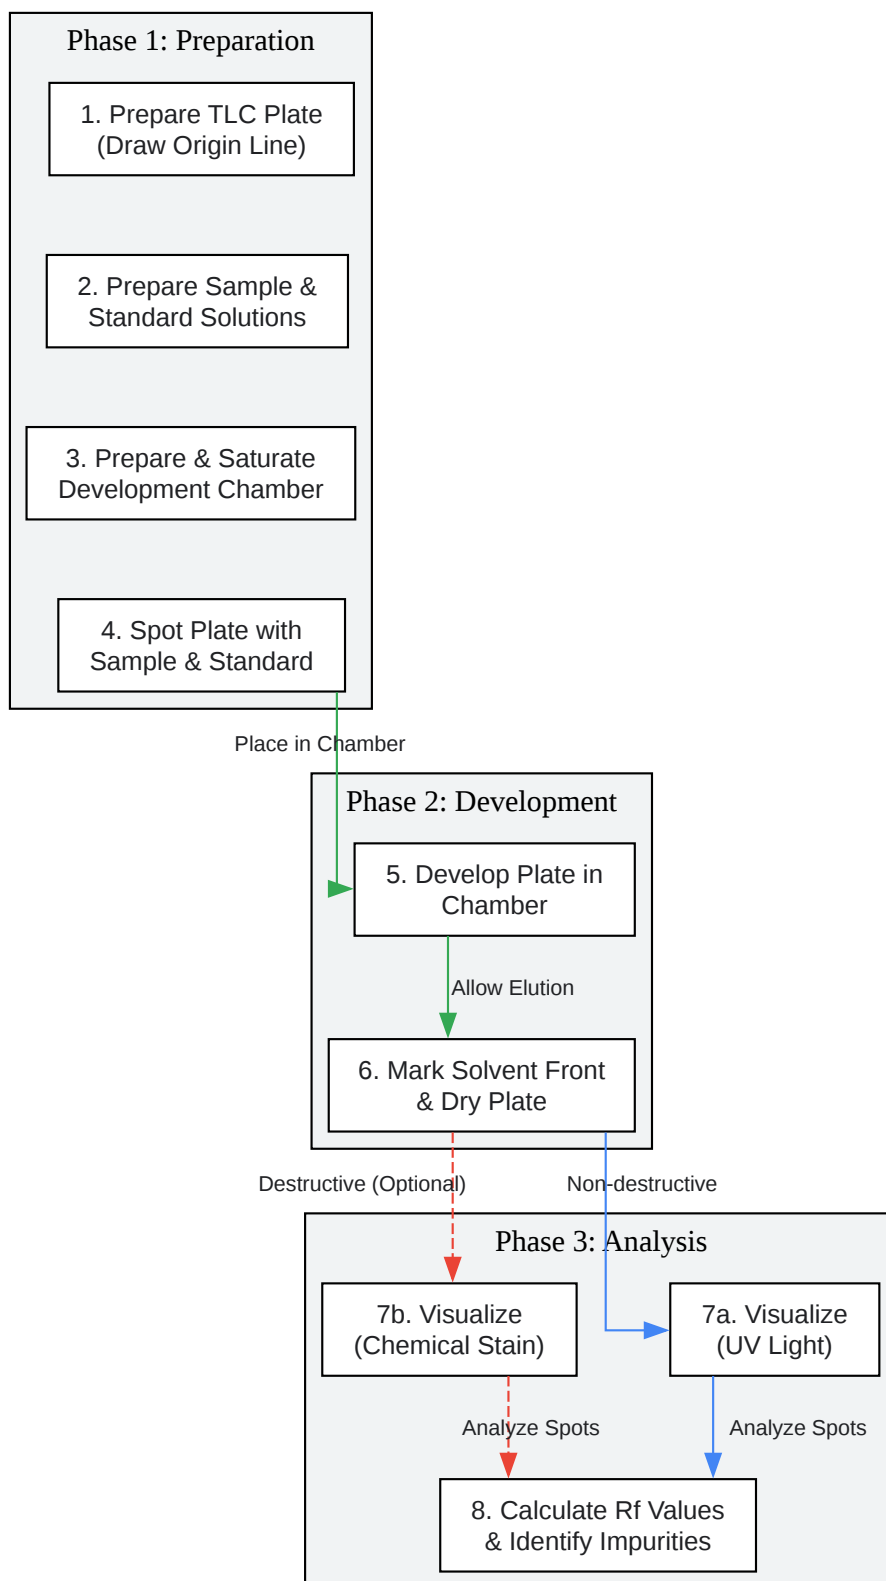 Phase 1: Preparation
1. Prepare TLC Plate
(Draw Origin Line)
2. Prepare Sample &
Standard Solutions
3. Prepare & Saturate
Development Chamber
4. Spot Plate with
Sample & Standard
Place in Chamber
Phase 2: Development
5. Develop Plate in
Chamber
Allow Elution
6. Mark Solvent Front
& Dry Plate
Destructive (Optional)
Non-destructive
Phase 3: Analysis
7b. Visualize
(Chemical Stain)
7a. Visualize
(UV Light)
Analyze Spots
Analyze Spots
8. Calculate Rf Values
& Identify Impurities